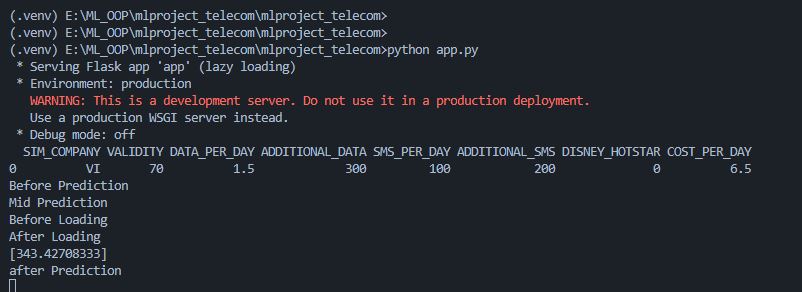 (.venv) E:\ML_OOP\mlproject_telecom\mlproject_telecom>
(.venv) E:\ML_OOP\mlproject_telecom\mlproject_telecom>
(.venv) E:\ML_OOP\mlproject_telecom\mlproject_telecom>python app.py
 * Serving Flask app 'app' (lazy loading)
 * Environment: production
   WARNING: This is a development server. Do not use it in a production deployment.
   Use a production WSGI server instead.
 * Debug mode: off
  SIM_COMPANY VALIDITY DATA_PER_DAY ADDITIONAL_DATA SMS_PER_DAY ADDITIONAL_SMS DISNEY_HOTSTAR COST_PER_DAY
0          VI       70          1.5             300         100            200              0          6.5
Before Prediction
Mid Prediction
Before Loading
After Loading
[343.42708333]
after Prediction